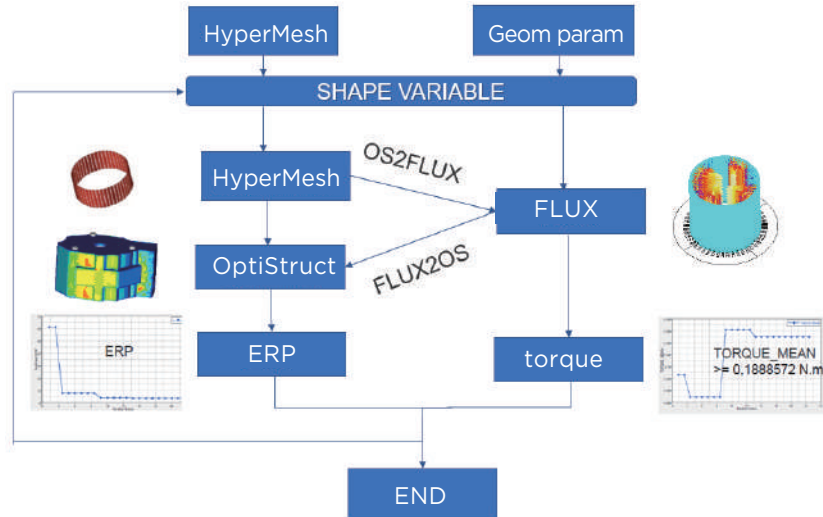 HyperMesh
Geom param
SHAPE VARIABLE
HyperMesh
OS2FLUX
FLUX
OptiStruct
FLUX2OS
ERP
ERP
torque
TORQUE_MEAN
>= 0,1888572 N.m
END